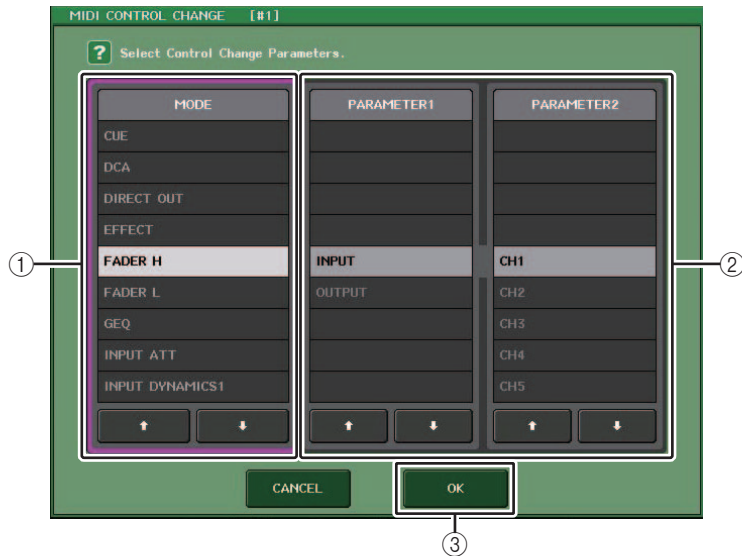 MIDI CONTROL CHANGE [#1]
? Select Control Change Parameters.
MODE PARAMETER1 PARAMETER2
CUE
DCA
DIRECT OUT
EFFECT
① FADER H INPUT CH1 ②
FADER L OUTPUT CH2
GEQ CH3
INPUT ATT CH4
INPUT DYNAMICS1 CH5
CANCEL OK
③